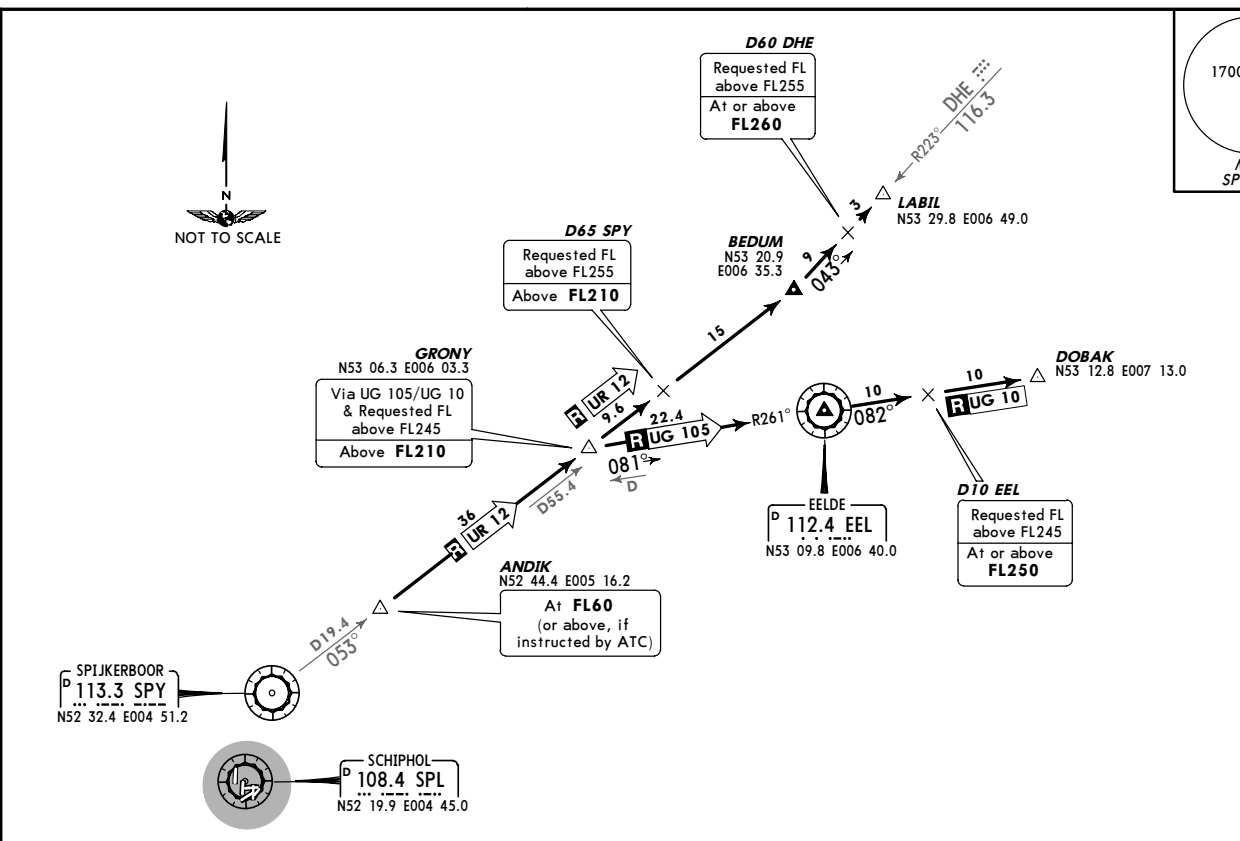 D60 DHE
Requested FL
above FL255
At or above
FL260
DHE
116.3
R223°
1700
SP
N
NOT TO SCALE
3
LABIL
N53 29.8 E006 49.0
D65 SPY
Requested FL
above FL255
Above FL210
BEDUM
N53 20.9
E006 35.3
9
043°
15
GRONY
N53 06.3 E006 03.3
Via UG 105/UG 10
& Requested FL
above FL245
Above FL210
R UR 12
9.6
22.4
R UG 105
R261°
081°
D
D55.4
10
082°
10
R UG 10
DOBAK
N53 12.8 E007 13.0
EELDE
D 112.4 EEL
N53 09.8 E006 40.0
D10 EEL
Requested FL
above FL245
At or above
FL250
36
R UR 12
ANDIK
N52 44.4 E005 16.2
At FL60
(or above, if
instructed by ATC)
D19.4
053°
SPIJKERBOOR
D 113.3 SPY
N52 32.4 E004 51.2
SCHIPHOL
D 108.4 SPL
N52 19.9 E004 45.0